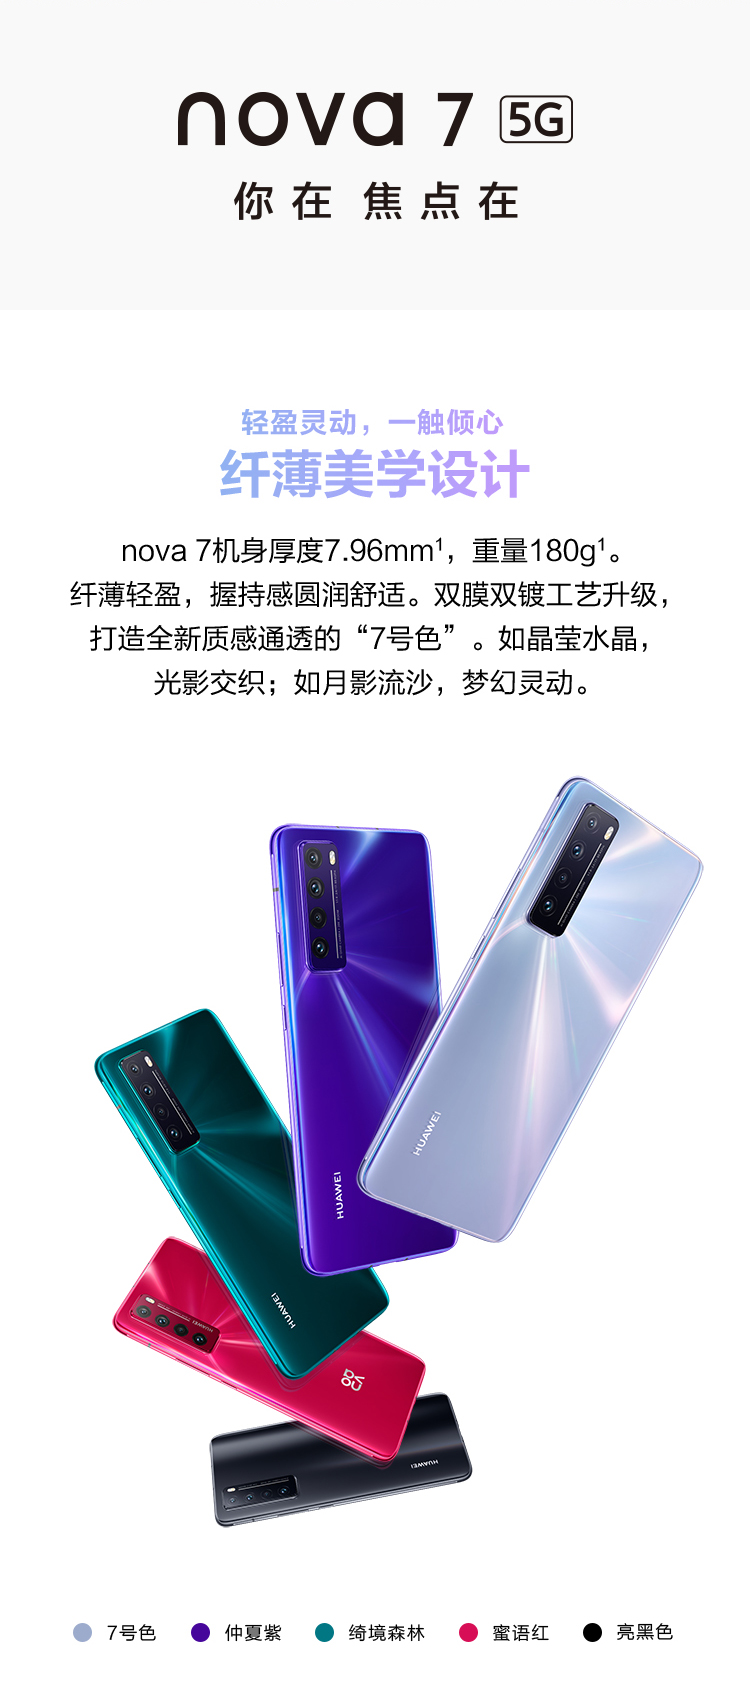 nova 7 5G
你在 焦点在
轻盈灵动，一触倾心
纤薄美学设计
nova 7机身厚度7.96mm¹，重量180g¹。
纤薄轻盈，握持感圆润舒适。双膜双镀工艺升级，
打造全新质感通透的“7号色”。如晶莹水晶，
光影交织；如月影流沙，梦幻灵动。
HUAWEI
HUAWEI
HUAWEI
HUAWEI
nova
HUAWEI
7号色 仲夏紫 绮境森林 蜜语红 亮黑色